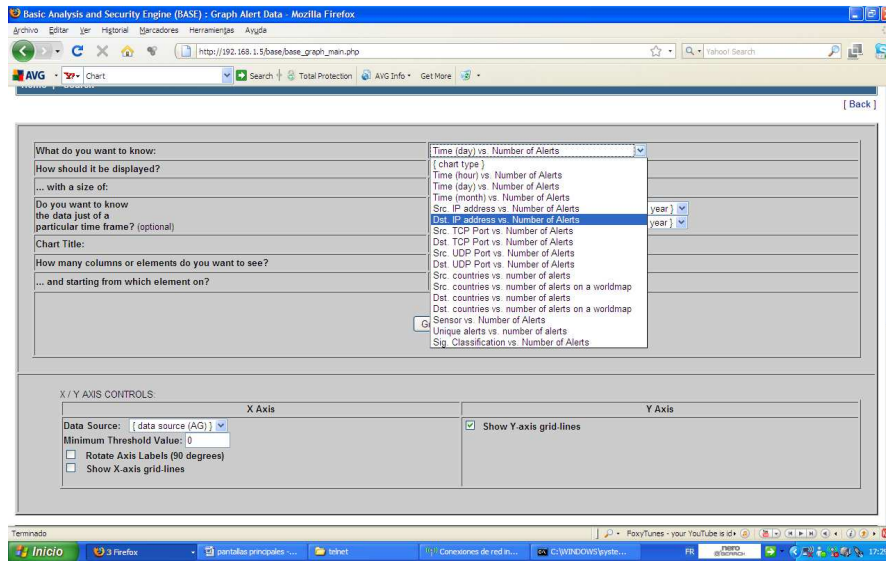 Basic Analysis and Security Engine (BASE) : Graph Alert Data - Mozilla Firefox
Archivo Editar Ver Historial Marcadores Herramientas Ayuda
http://192.168.1.5/base/base_graph_main.php
Yahoo! Search
AVG Chart Search Total Protection AVG Info Get More
[ Back ]
What do you want to know: Time (day) vs. Number of Alerts
{ chart type }
How should it be displayed?
Time (hour) vs. Number of Alerts
... with a size of:
Time (day) vs. Number of Alerts
Time (month) vs. Number of Alerts
Do you want to know
the data just of a
particular time frame? (optional)
Src. IP address vs. Number of Alerts year }
Dst. IP address vs. Number of Alerts year }
Src. TCP Port vs. Number of Alerts
Chart Title:
Dst. TCP Port vs. Number of Alerts
Src. UDP Port vs. Number of Alerts
How many columns or elements do you want to see?
Dst. UDP Port vs. Number of Alerts
Src. countries vs. number of alerts
... and starting from which element on?
Src. countries vs. number of alerts on a worldmap
Dst. countries vs. number of alerts
Dst. countries vs. number of alerts on a worldmap
Sensor vs. Number of Alerts
Unique alerts vs. number of alerts
Sig. Classification vs. Number of Alerts
X / Y AXIS CONTROLS:
X Axis Y Axis
Data Source: { data source (AG) } Show Y-axis grid-lines
Minimum Threshold Value: 0
Rotate Axis Labels (90 degrees)
Show X-axis grid-lines
Terminado FoxyTunes - your YouTube is id
Inicio 3 Firefox pantallas principales -... telnet Conexiones de red in... C:\WINDOWS\syste... FR nero SEARCH